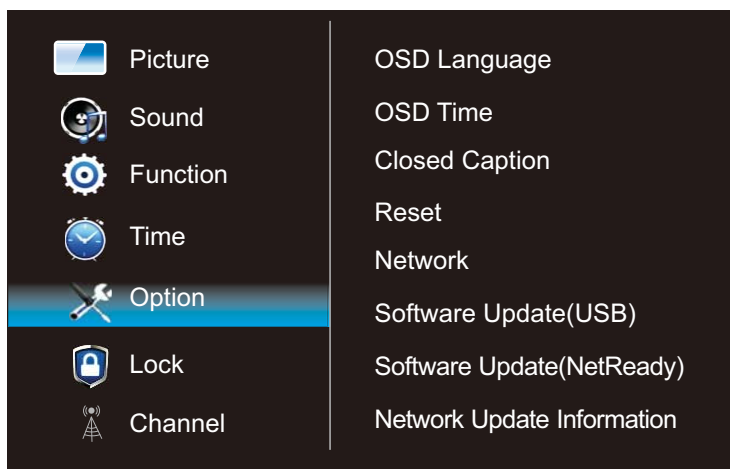 Picture
Sound
Function
Time
Option
Lock
Channel
OSD Language
OSD Time
Closed Caption
Reset
Network
Software Update(USB)
Software Update(NetReady)
Network Update Information